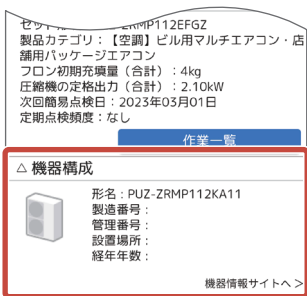 製品カテゴリ：【空調】ビル用マルチエアコン・店
舗用パッケージエアコン
フロン初期充填量（合計）：4kg
圧縮機の定格出力（合計）：2.10kW
次回簡易点検日：2023年03月01日
定期点検頻度：なし
作業一覧
△ 機器構成
形名：PUZ-ZRMP112KA11
製造番号：
管理番号：
設置場所：
経年年数：
機器情報サイトへ >